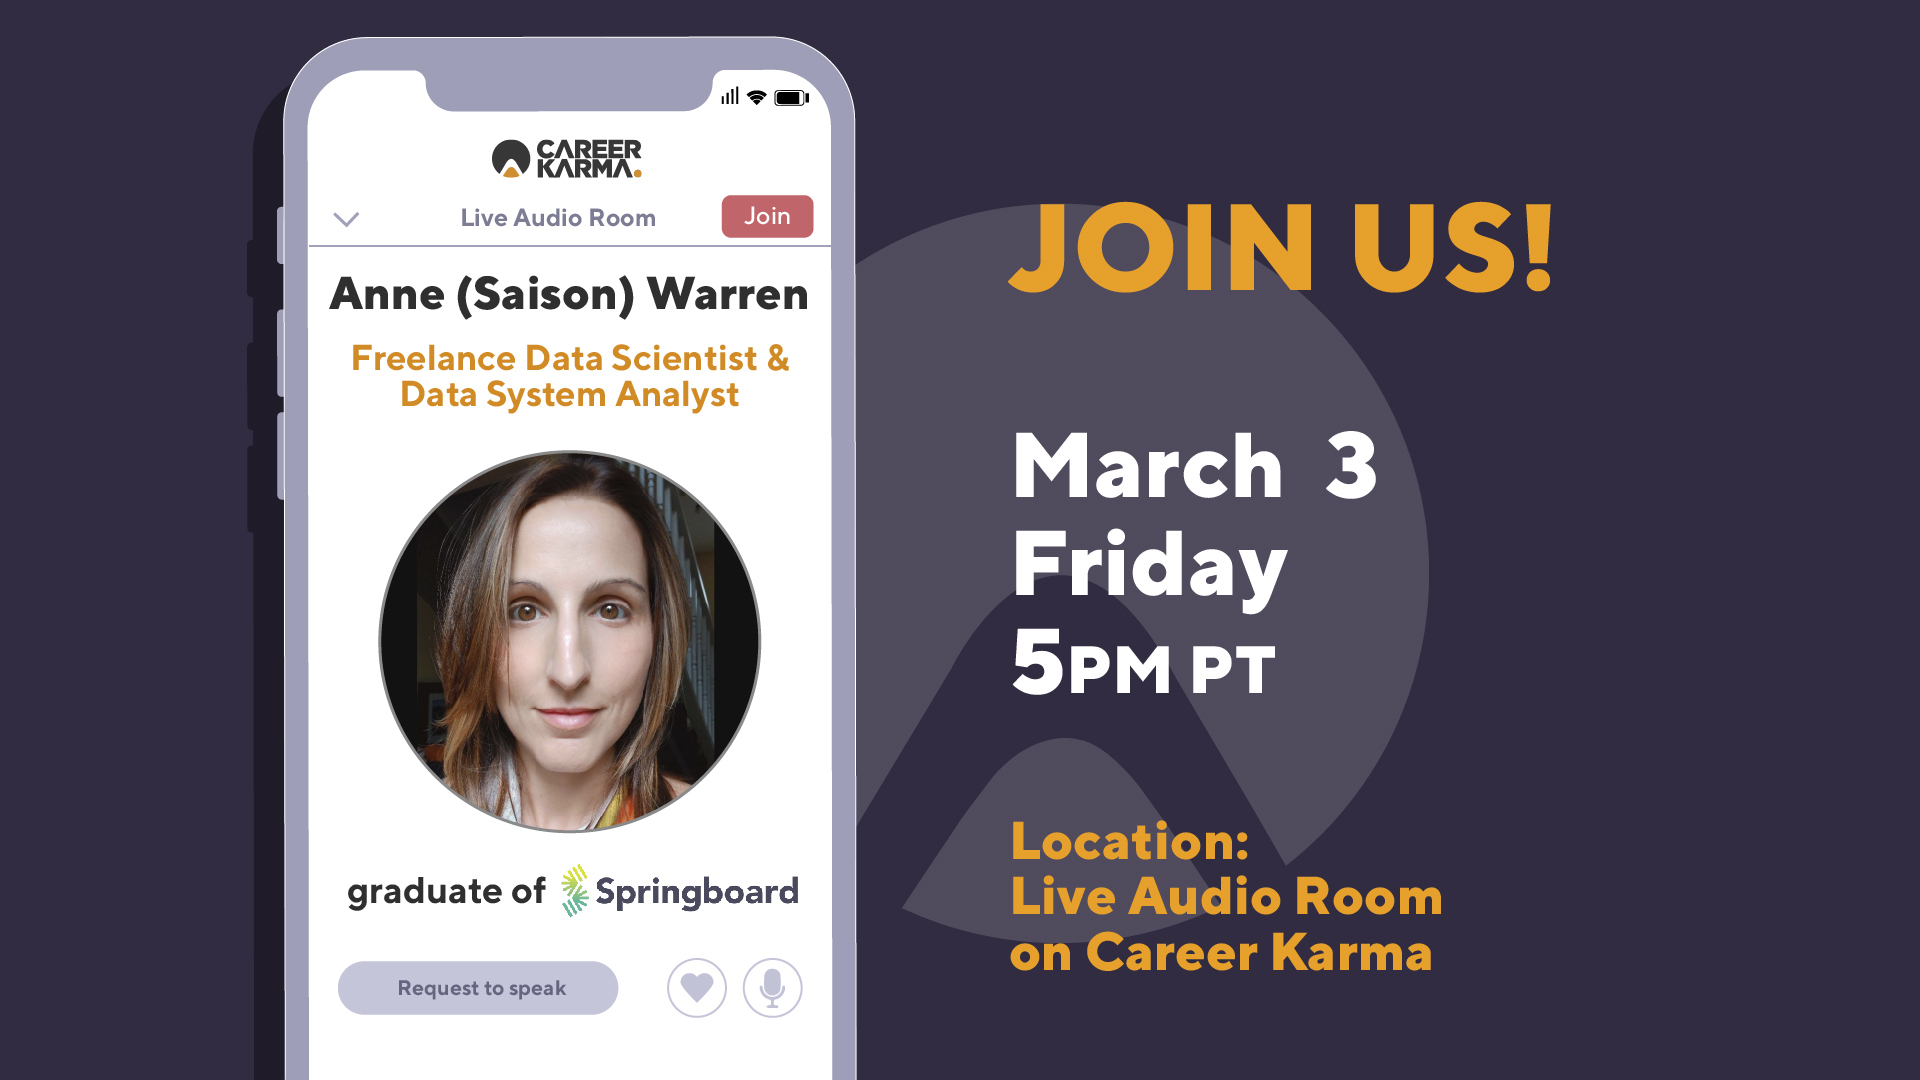 CAREER
KARMA.
Live Audio Room
Join
Anne (Saison) Warren
Freelance Data Scientist &
Data System Analyst
graduate of Springboard
Request to speak
JOIN US!
March 3
Friday
5PM PT
Location:
Live Audio Room
on Career Karma